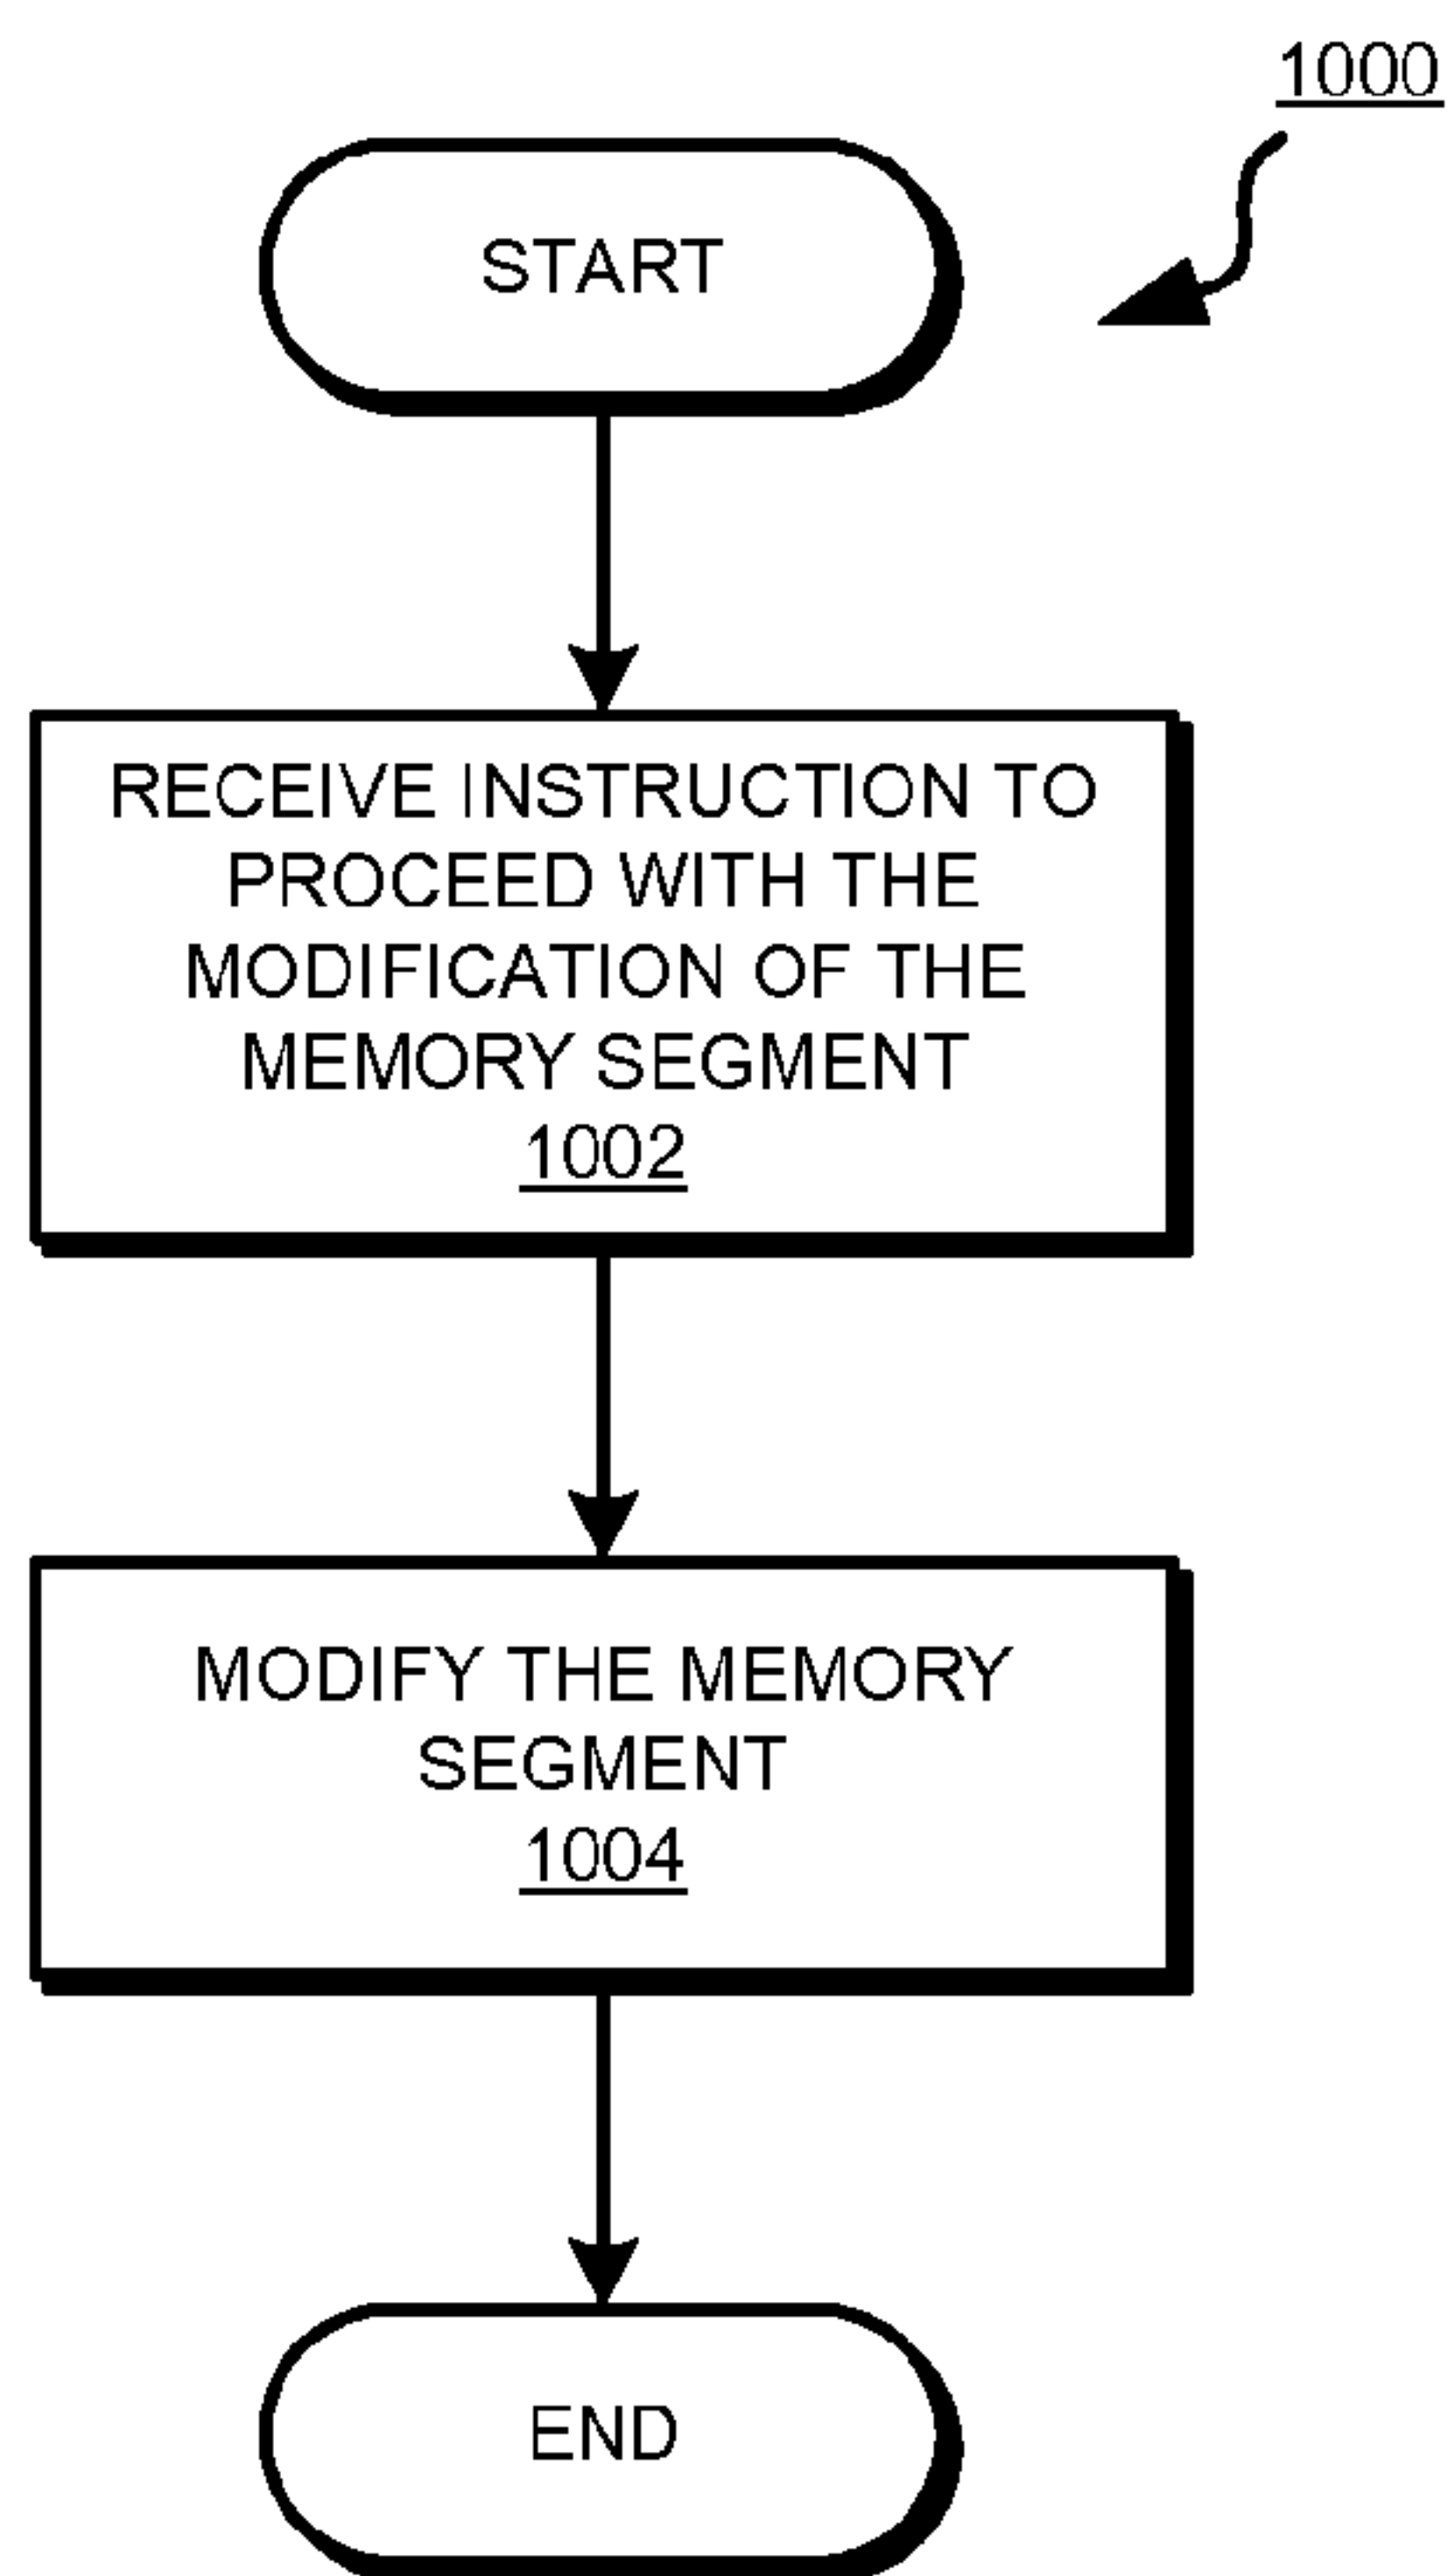 1000
START
RECEIVE INSTRUCTION TO
PROCEED WITH THE
MODIFICATION OF THE
MEMORY SEGMENT
1002
MODIFY THE MEMORY
SEGMENT
1004
END